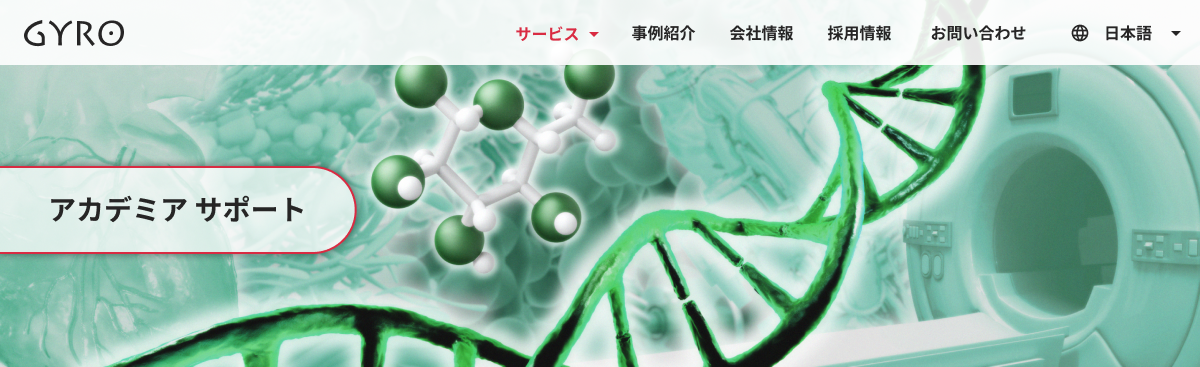 GYRO
サービス
事例紹介
会社情報
採用情報
お問い合わせ
日本語
アカデミア サポート